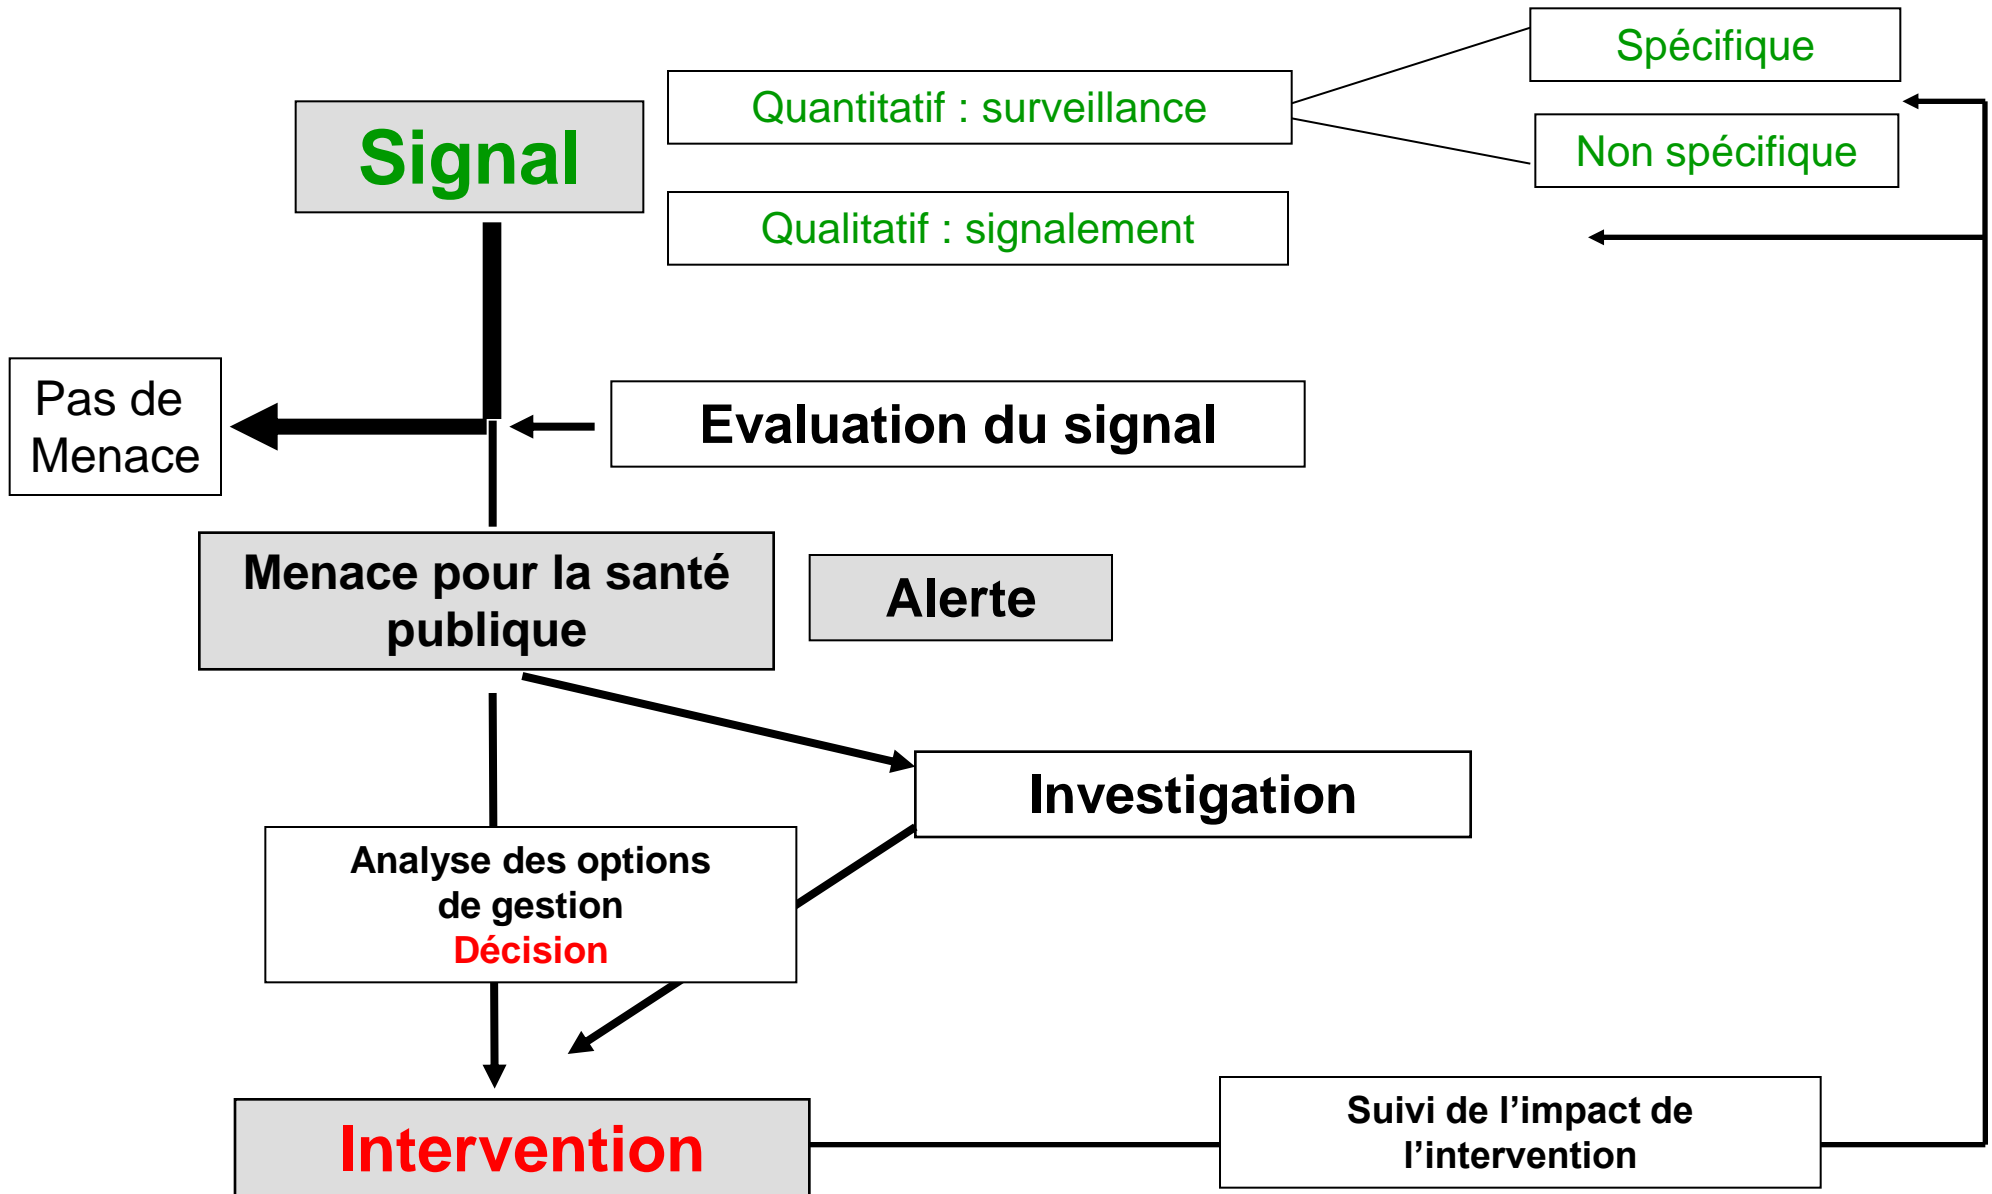 Spécifique
Quantitatif : surveillance
Signal
Non spécifique
Qualitatif : signalement
Pas de
Menace
Evaluation du signal
Menace pour la santé
publique
Alerte
Investigation
Analyse des options
de gestion
Décision
Intervention
Suivi de l’impact de
l’intervention